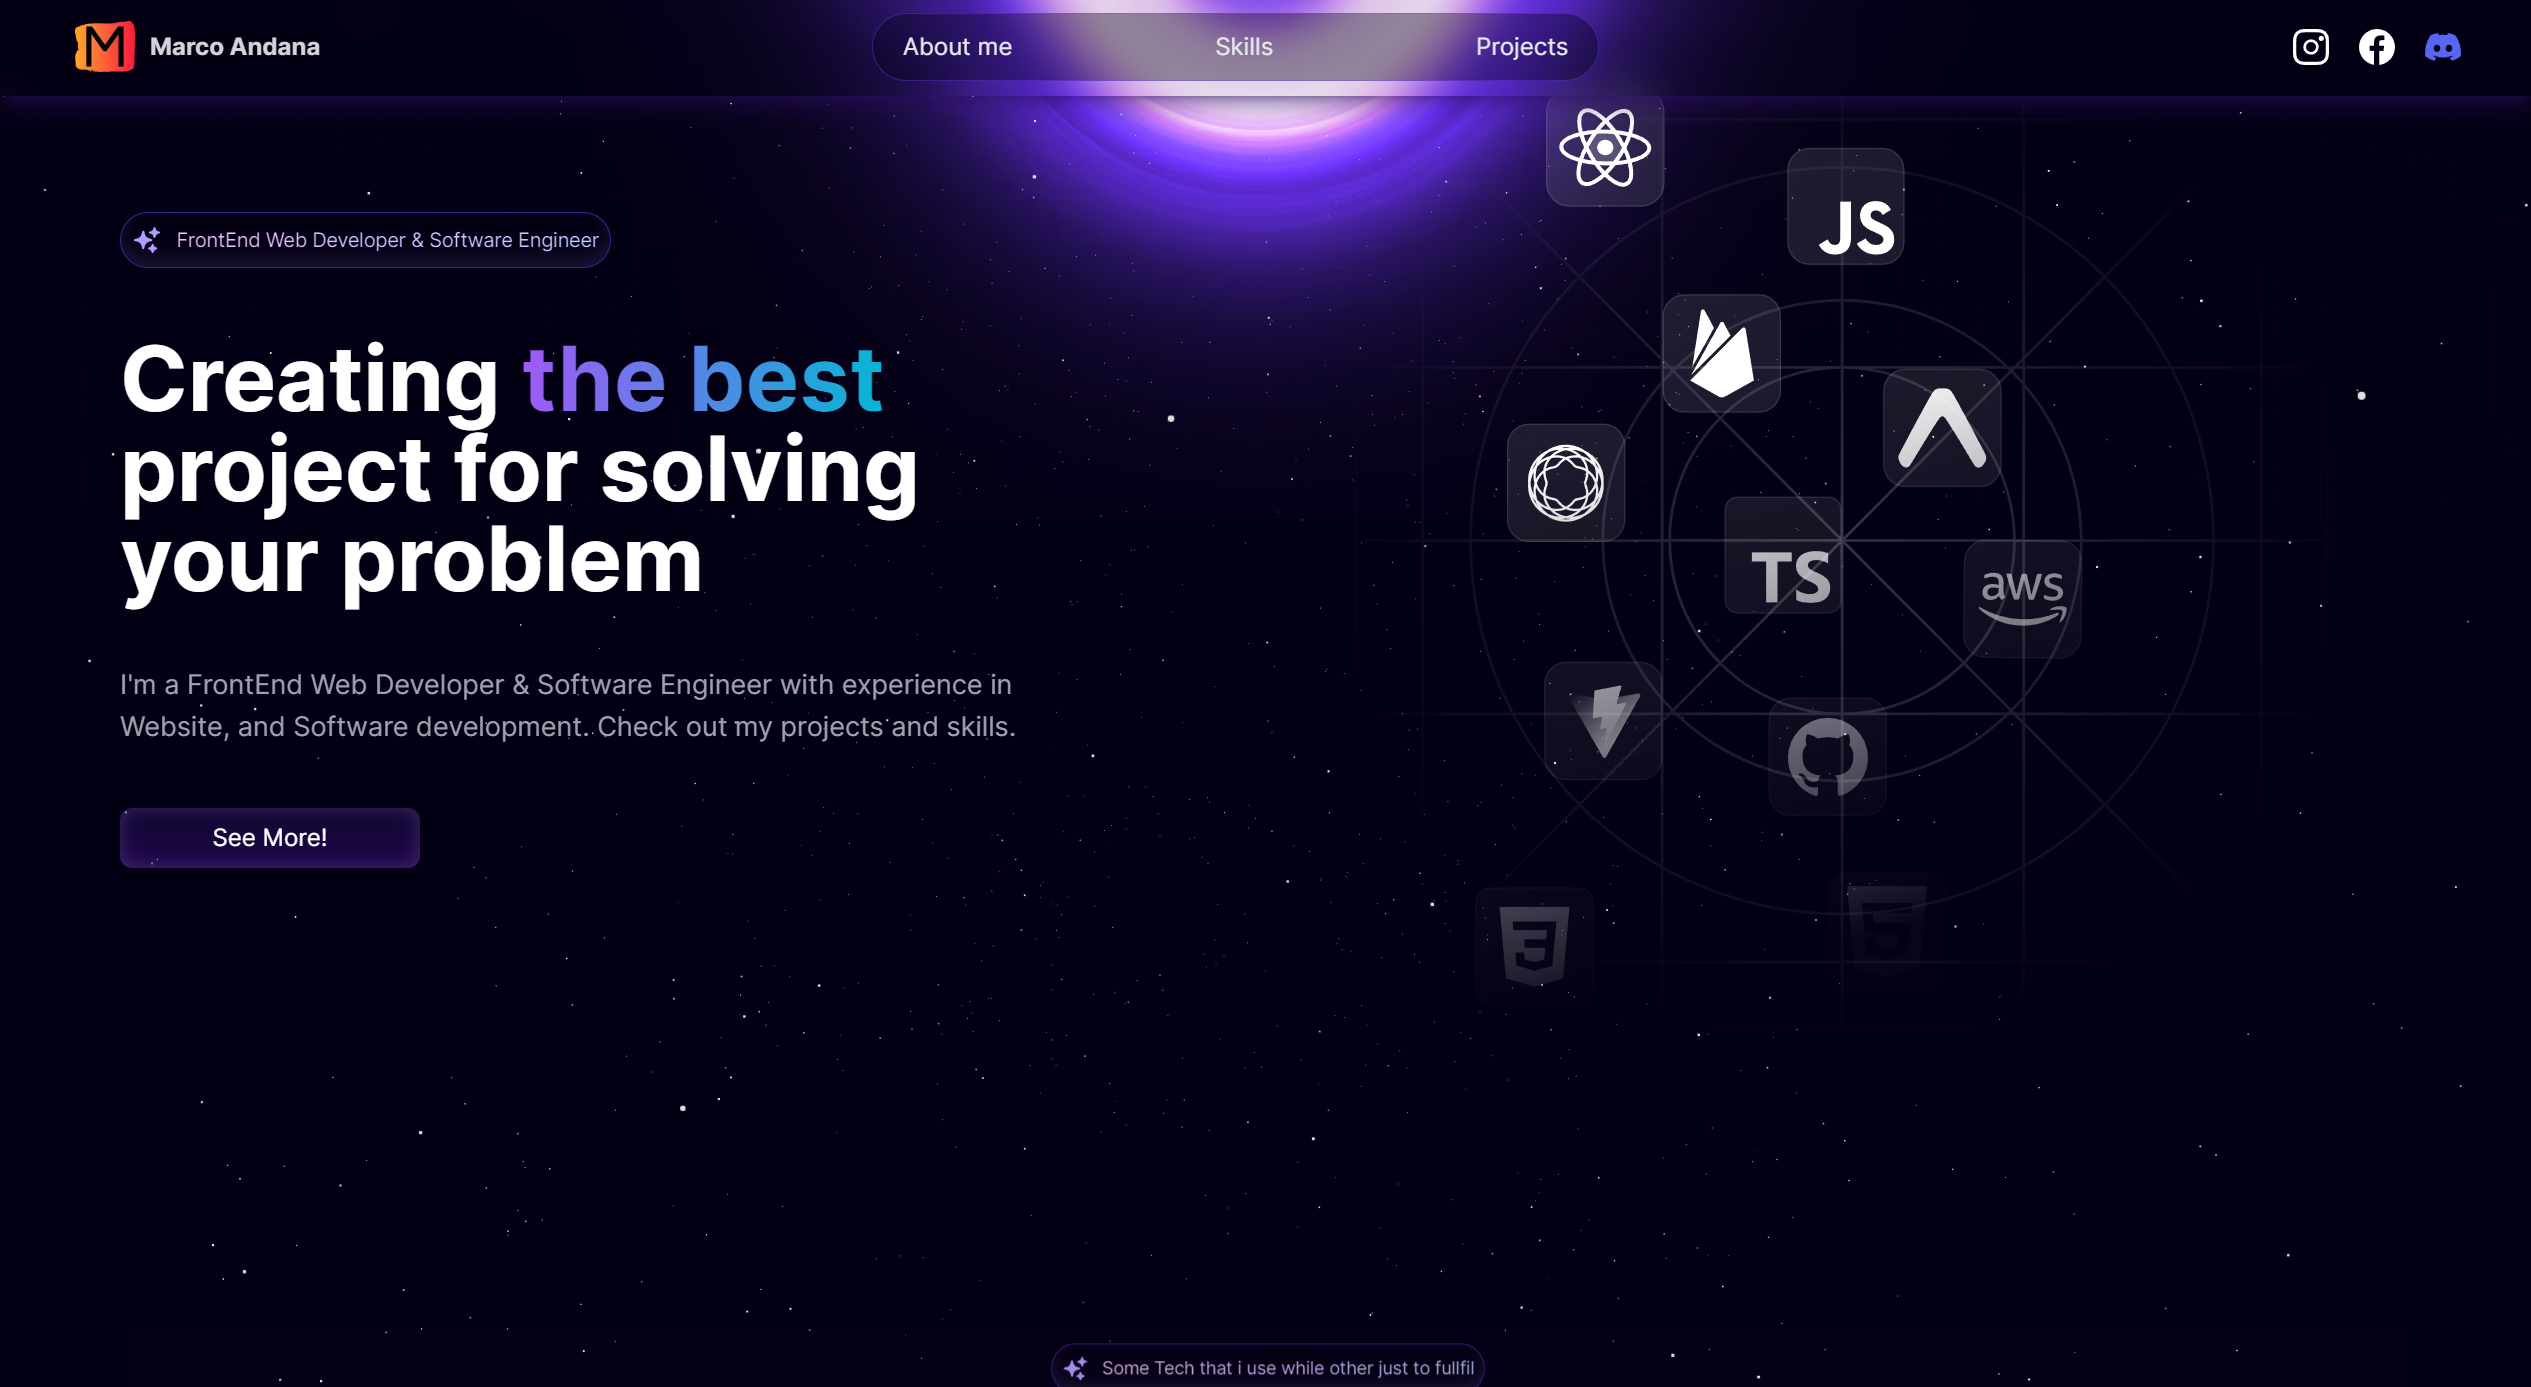 M
Marco Andana
About me
Skills
Projects
FrontEnd Web Developer & Software Engineer
Creating the best
project for solving
your problem
I'm a FrontEnd Web Developer & Software Engineer with experience in
Website, and Software development. Check out my projects and skills.
See More!
JS
TS
aws
3
5
Some Tech that i use while other just to fullfil